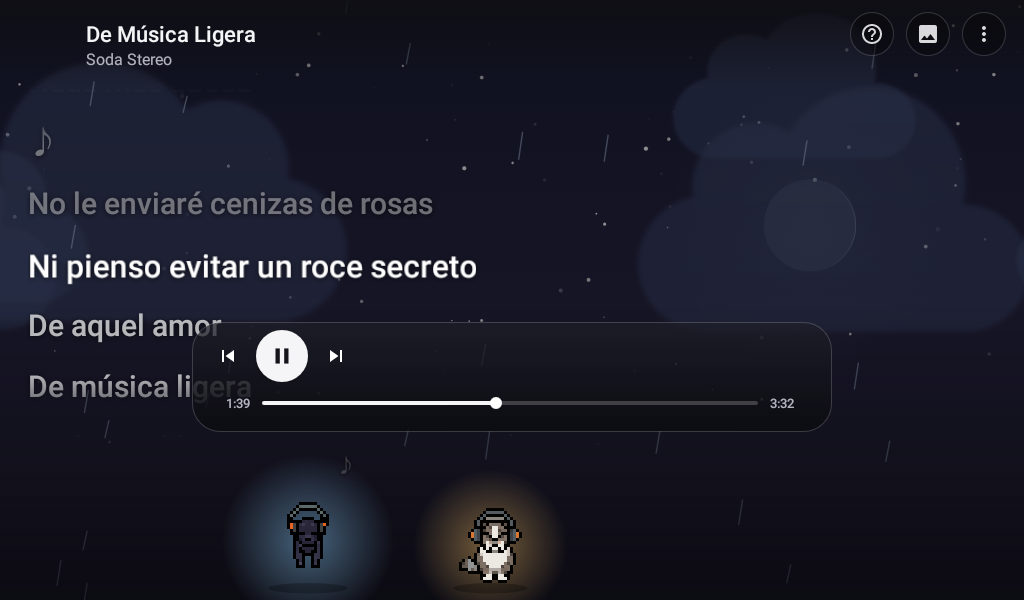 De Música Ligera
Soda Stereo
No le enviaré cenizas de rosas
Ni pienso evitar un roce secreto
De aquel amor
De música ligera
1:39
3:32